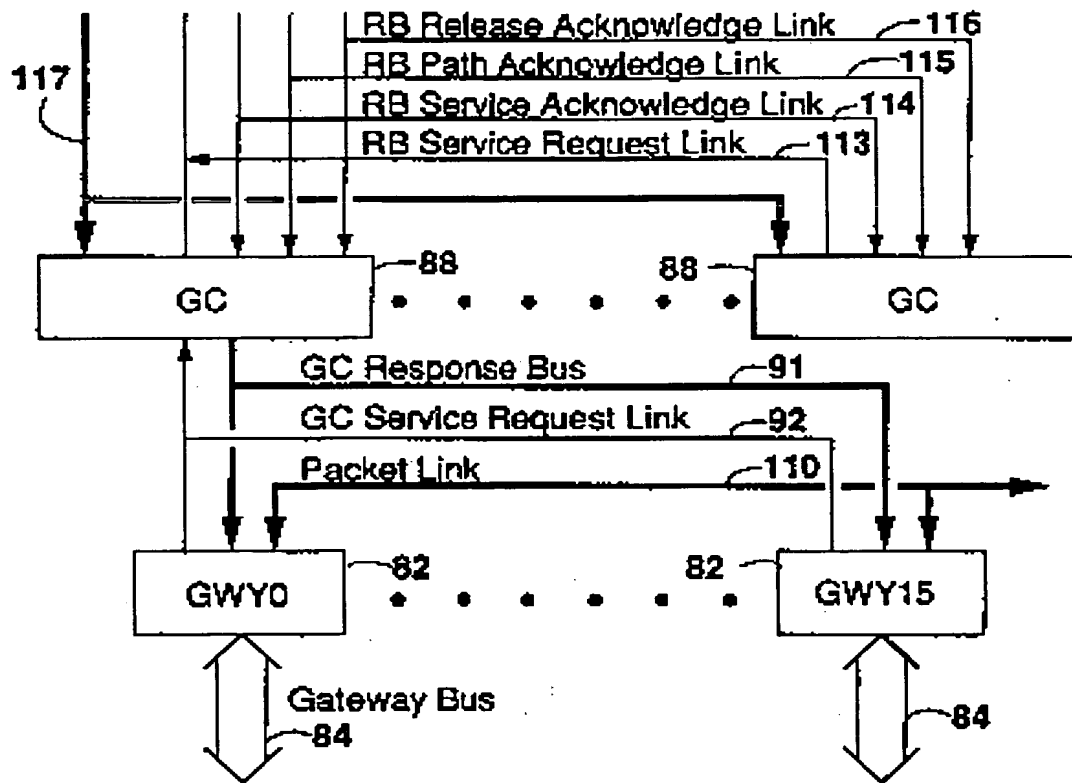 RB Release Acknowledge Link 116
117 RB Path Acknowledge Link 115
RB Service Acknowledge Link 114
RB Service Request Link 113
88 88
GC GC
GC Response Bus 91
GC Service Request Link 92
Packet Link 110
82 82
GWY0 GWY15
Gateway Bus
84 84